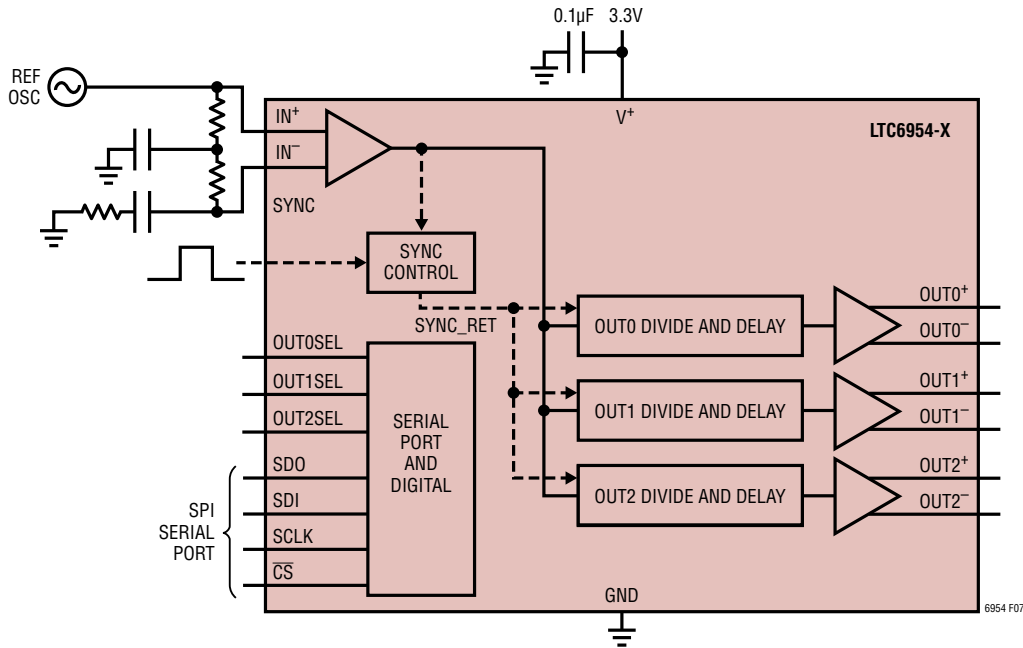 0.1µF 3.3V
REF
OSC
V⁺
LTC6954-X
IN⁺
IN⁻
SYNC
SYNC
CONTROL
SYNC_RET
OUT0SEL
OUT1SEL
OUT2SEL
SERIAL
PORT
AND
DIGITAL
SDO
SDI
SCLK
C̅S̅
SPI
SERIAL
PORT
OUT0 DIVIDE AND DELAY
OUT0⁺
OUT0⁻
OUT1 DIVIDE AND DELAY
OUT1⁺
OUT1⁻
OUT2 DIVIDE AND DELAY
OUT2⁺
OUT2⁻
GND
6954 F07